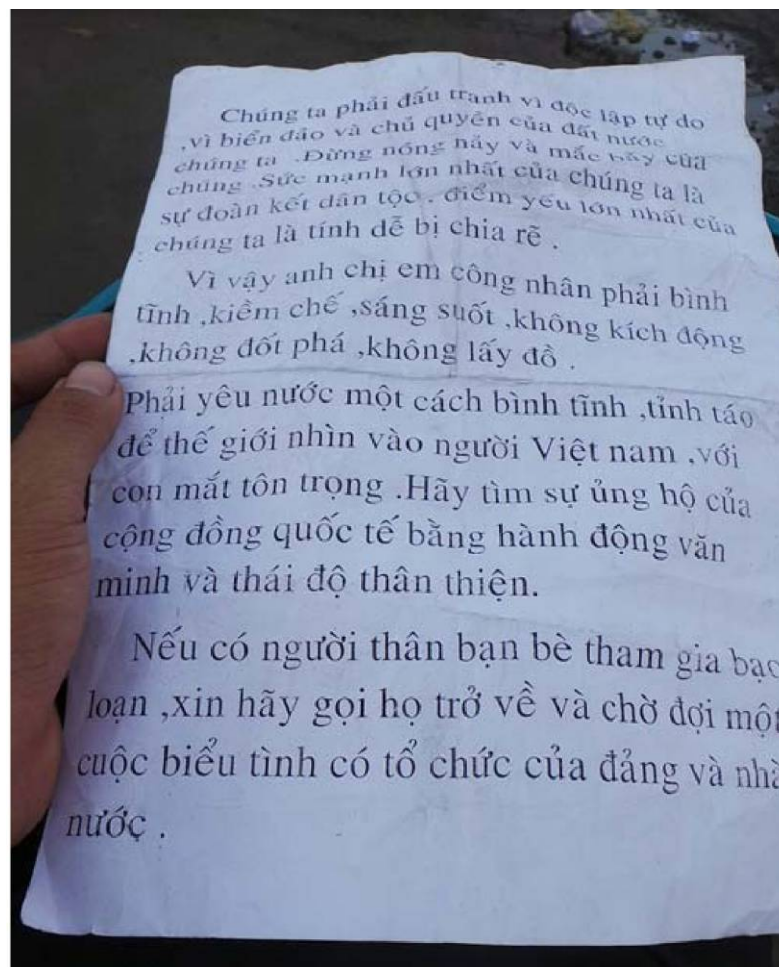 Chúng ta phải đấu tranh vì độc lập tự do
,vì biển đảo và chủ quyền của đất nước
chúng ta .Đừng nóng nảy và mắc bẫy của
chúng .Sức mạnh lớn nhất của chúng ta là
sự đoàn kết dân tộc . điểm yếu lớn nhất của
chúng ta là tính dễ bị chia rẽ .
Vì vậy anh chị em công nhân phải bình
tĩnh ,kiềm chế ,sáng suốt ,không kích động
,không đốt phá ,không lấy đồ .
Phải yêu nước một cách bình tĩnh ,tỉnh táo
để thế giới nhìn vào người Việt nam ,với
con mắt tôn trọng .Hãy tìm sự ủng hộ của
cộng đồng quốc tế bằng hành động văn
minh và thái độ thân thiện.
Nếu có người thân bạn bè tham gia bạo
loạn ,xin hãy gọi họ trở về và chờ đợi một
cuộc biểu tình có tổ chức của đảng và nhà
nước .